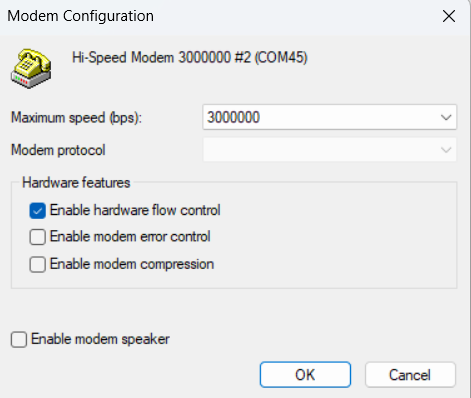 Modem Configuration
Hi-Speed Modem 3000000 #2 (COM45)
Maximum speed (bps): 3000000
Modem protocol
Hardware features
Enable hardware flow control
Enable modem error control
Enable modem compression
Enable modem speaker
OK Cancel